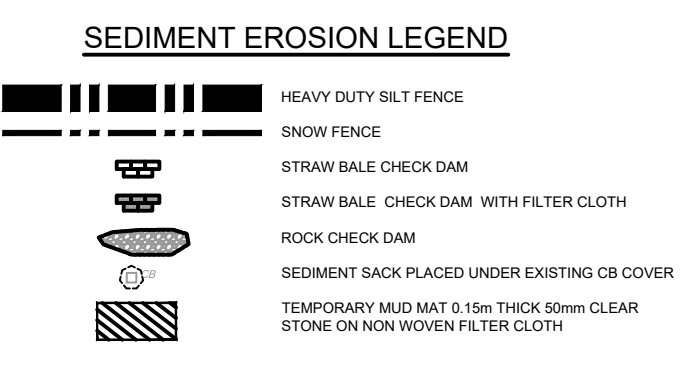 SEDIMENT EROSION LEGEND
HEAVY DUTY SILT FENCE
SNOW FENCE
STRAW BALE CHECK DAM
STRAW BALE CHECK DAM WITH FILTER CLOTH
ROCK CHECK DAM
CB
SEDIMENT SACK PLACED UNDER EXISTING CB COVER
TEMPORARY MUD MAT 0.15m THICK 50mm CLEAR
STONE ON NON WOVEN FILTER CLOTH